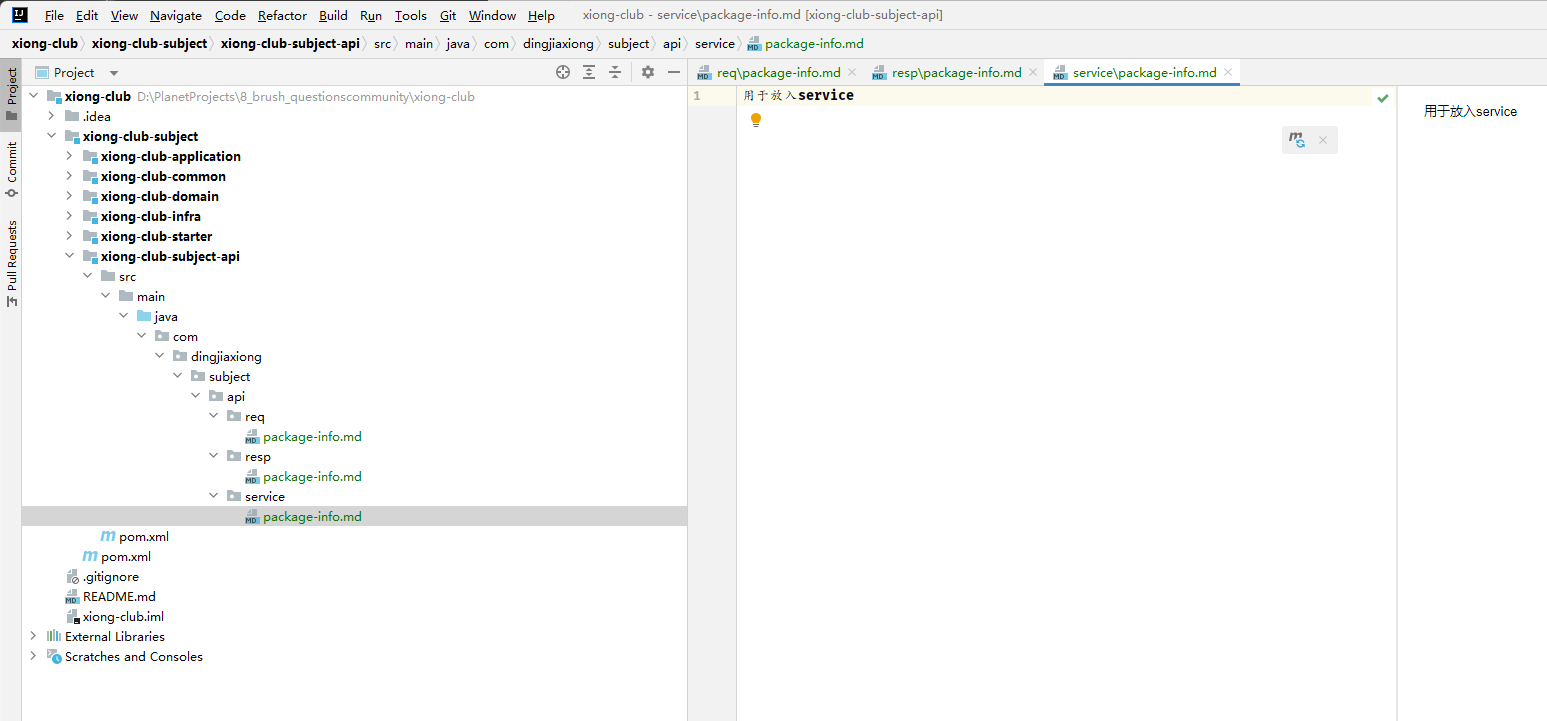 File Edit View Navigate Code Refactor Build Run Tools Git Window Help xiong-club - service\package-info.md [xiong-club-subject-api]
xiong-club xiong-club-subject xiong-club-subject-api src main java com dingjiaxiong subject api service package-info.md
Project
Commit
Pull Requests
Project
req\package-info.md resp\package-info.md service\package-info.md
xiong-club D:\PlanetProjects\8_brush_questionscommunity\xiong-club
.idea
xiong-club-subject
xiong-club-application
xiong-club-common
xiong-club-domain
xiong-club-infra
xiong-club-starter
xiong-club-subject-api
src
main
java
com
dingjiaxiong
subject
api
req
package-info.md
resp
package-info.md
service
package-info.md
pom.xml
pom.xml
.gitignore
README.md
xiong-club.iml
External Libraries
Scratches and Consoles
1 用于放入service
用于放入service